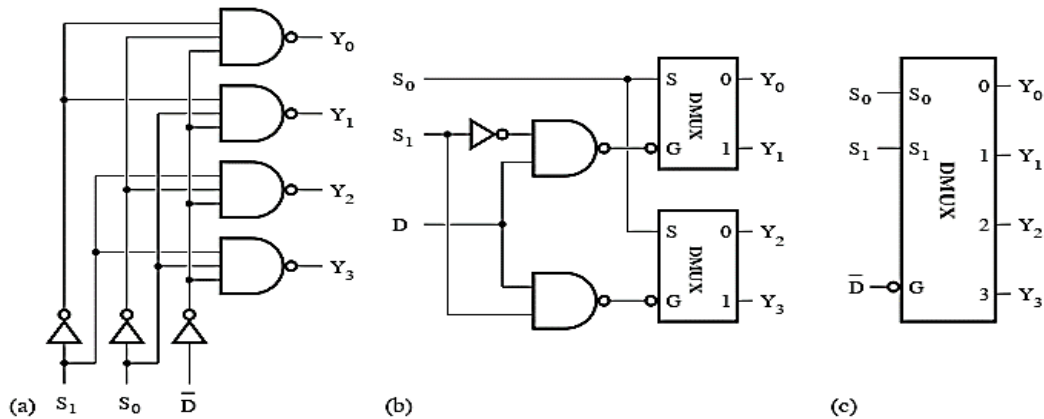 Y₀
Y₁
Y₂
Y₃
(a) S₁ S₀ D̅
S₀ S 0 Y₀
DMUX
S₁ G 1 Y₁
D S 0 Y₂
DMUX
G 1 Y₃
(b)
S₀ S₀ 0 Y₀
S₁ S₁ 1 Y₁
DMUX
2 Y₂
D̅ G 3 Y₃
(c)